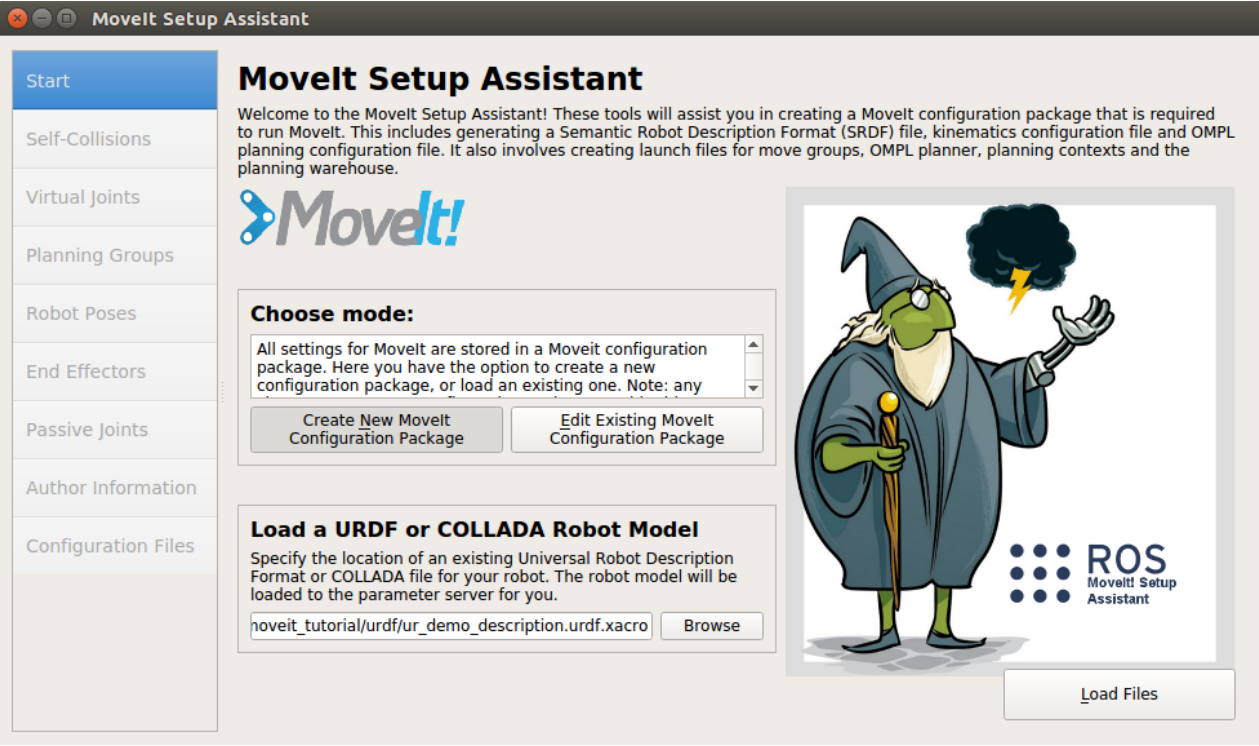 MoveIt Setup Assistant
Start
Self-Collisions
Virtual Joints
Planning Groups
Robot Poses
End Effectors
Passive Joints
Author Information
Configuration Files
MoveIt Setup Assistant
Welcome to the MoveIt Setup Assistant! These tools will assist you in creating a MoveIt configuration package that is required
to run MoveIt. This includes generating a Semantic Robot Description Format (SRDF) file, kinematics configuration file and OMPL
planning configuration file. It also involves creating launch files for move groups, OMPL planner, planning contexts and the
planning warehouse.
MoveIt!
Choose mode:
All settings for MoveIt are stored in a Moveit configuration
package. Here you have the option to create a new
configuration package, or load an existing one. Note: any
Create New MoveIt
Configuration Package
Edit Existing MoveIt
Configuration Package
Load a URDF or COLLADA Robot Model
Specify the location of an existing Universal Robot Description
Format or COLLADA file for your robot. The robot model will be
loaded to the parameter server for you.
moveit_tutorial/urdf/ur_demo_description.urdf.xacro
Browse
ROS
MoveIt! Setup
Assistant
Load Files